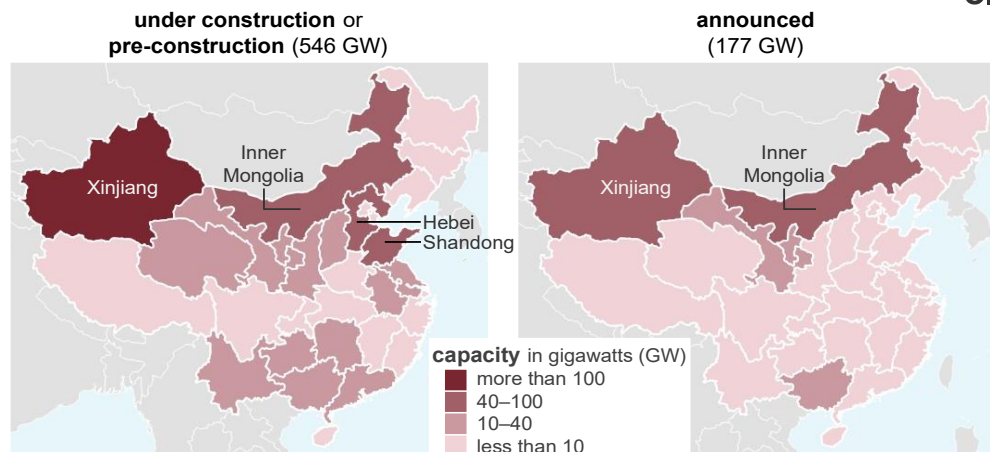 under construction or
pre-construction (546 GW)
announced
(177 GW)
Inner
Mongolia
Xinjiang
Hebei
Shandong
Inner
Mongolia
Xinjiang
capacity in gigawatts (GW)
more than 100
40–100
10–40
less than 10